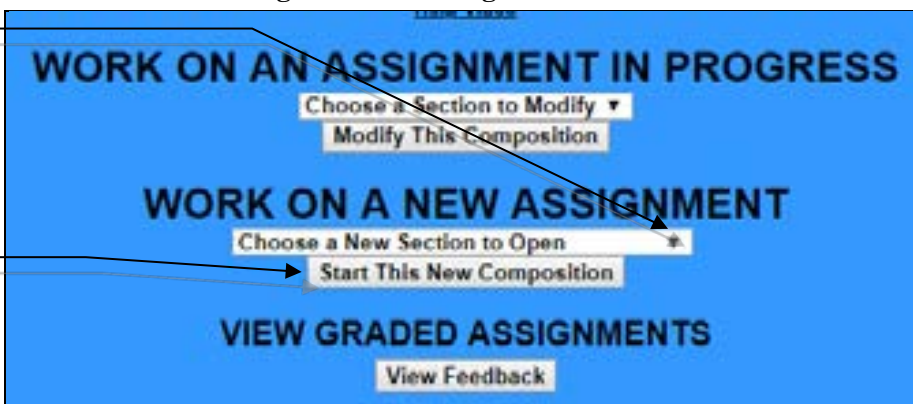 WORK ON AN ASSIGNMENT IN PROGRESS
Choose a Section to Modify
Modify This Composition
WORK ON A NEW ASSIGNMENT
Choose a New Section to Open
Start This New Composition
VIEW GRADED ASSIGNMENTS
View Feedback